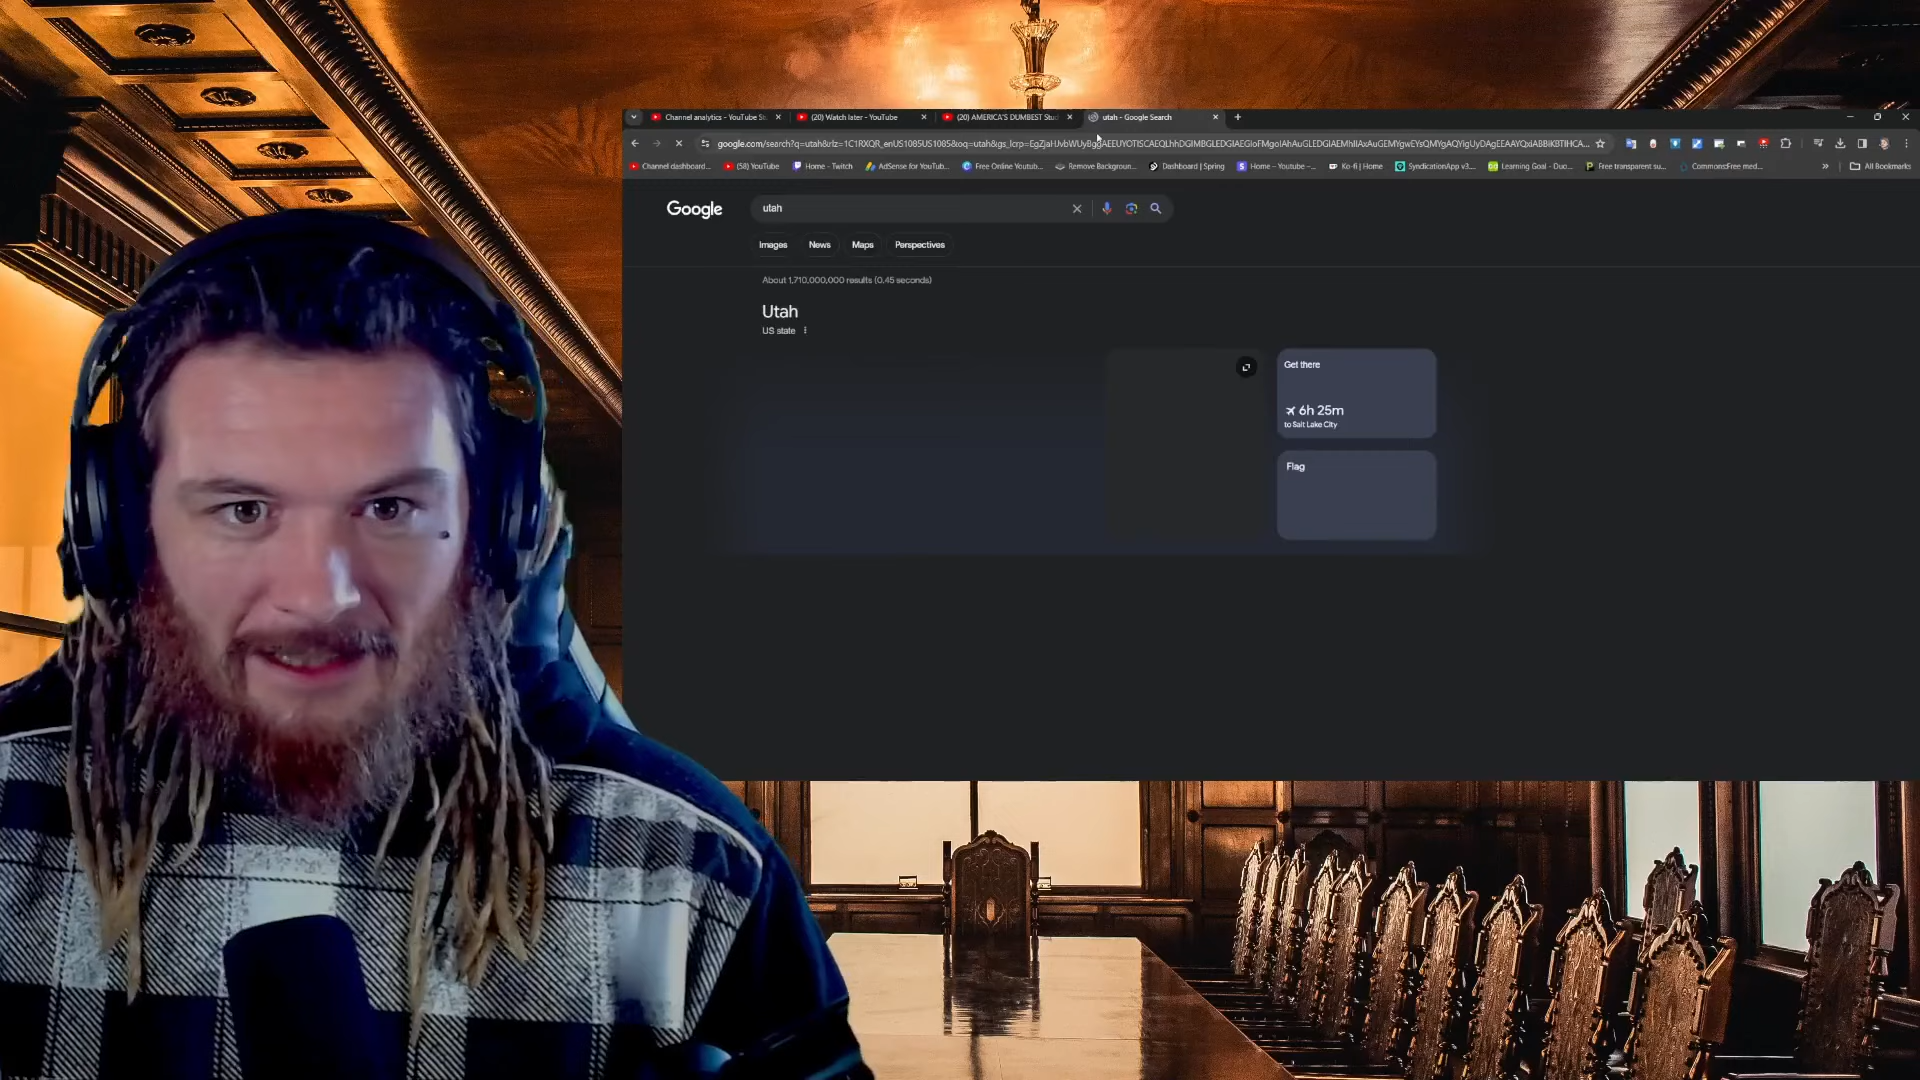 Channel analytics - YouTube St
(20) Watch later - YouTube
(20) AMERICA'S DUMBEST Stu
utah - Google Search
Channel dashboard...
(58) YouTube
Home - Twitch
AdSense for YouTub...
Free Online Youtub...
Remove Backgroun...
Dashboard | Spring
Home – Youtube –...
Ko-fi | Home
SyndicationApp v3....
Learning Goal - Duo...
Free transparent su...
Commons:Free med...
All Bookmarks
Google
utah
Images
News
Maps
Perspectives
About 1,710,000,000 results (0.45 seconds)
Utah
US state
Get there
6h 25m
to Salt Lake City
Flag